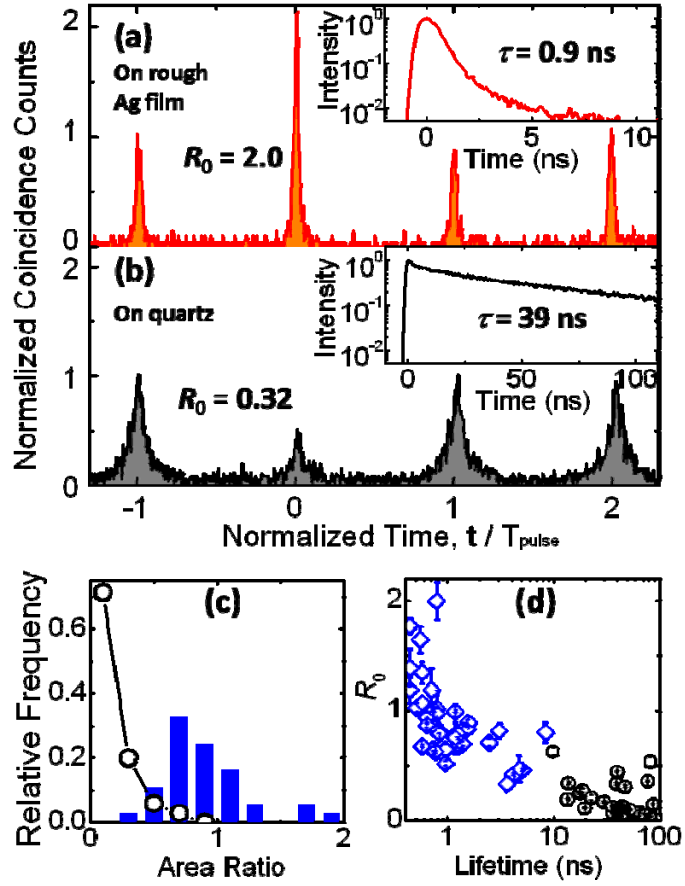 2
1
0
Normalized Coincidence Counts
(a)
On rough
Ag film
R₀ = 2.0
Intensity
10⁰
10⁻¹
10⁻²
τ = 0.9 ns
0 5 10
Time (ns)
2
1
0
(b)
On quartz
R₀ = 0.32
Intensity
10⁰
10⁻¹
10⁻²
τ = 39 ns
0 50 100
Time (ns)
-1 0 1 2
Normalized Time, t / Tpulse
(c)
Relative Frequency
0.6
0.4
0.2
0.0
0 1 2
Area Ratio
(d)
R₀
2
1
0
1 10 100
Lifetime (ns)